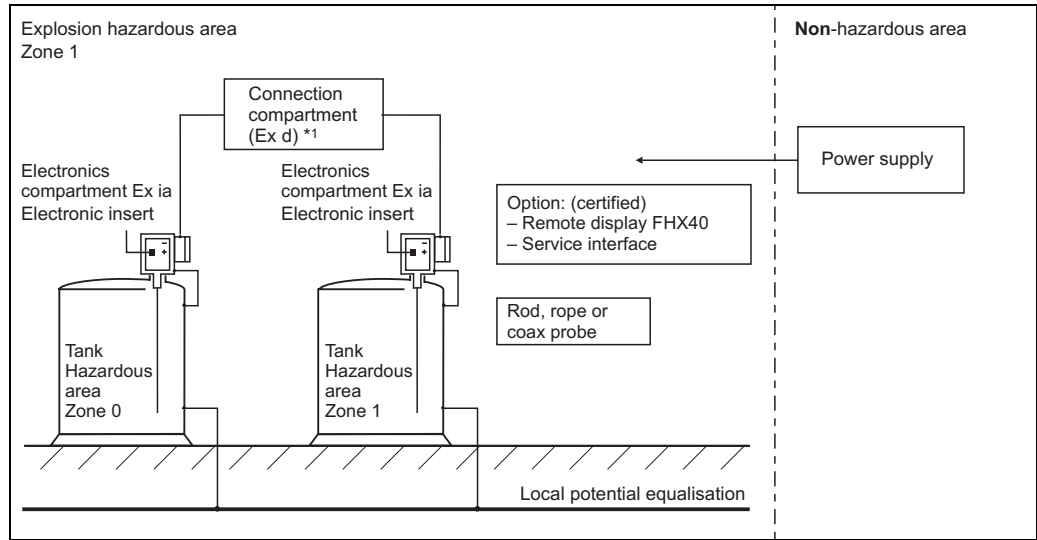 Explosion hazardous area
Zone 1
Non-hazardous area
Connection
compartment
(Ex d) *1
Power supply
Electronics
compartment Ex ia
Electronic insert
Electronics
compartment Ex ia
Electronic insert
Option: (certified)
– Remote display FHX40
– Service interface
– +
– +
Rod, rope or
coax probe
Tank
Hazardous
area
Zone 0
Tank
Hazardous
area
Zone 1
Local potential equalisation